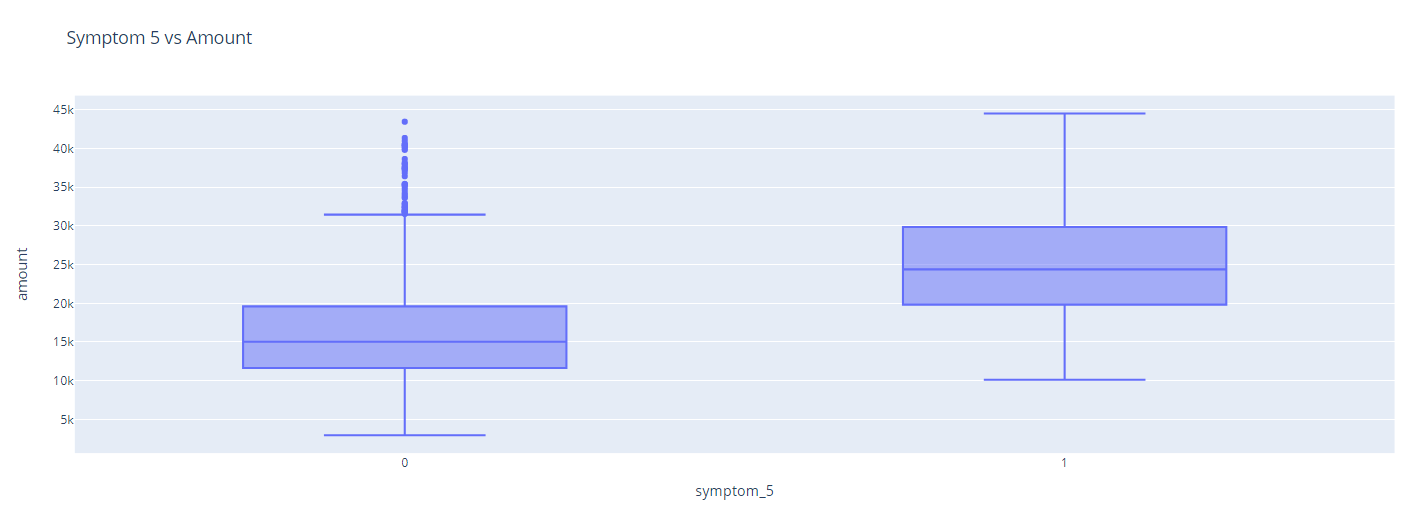 Symptom 5 vs Amount
45k
40k
35k
30k
25k
20k
15k
10k
5k
amount
0
1
symptom_5